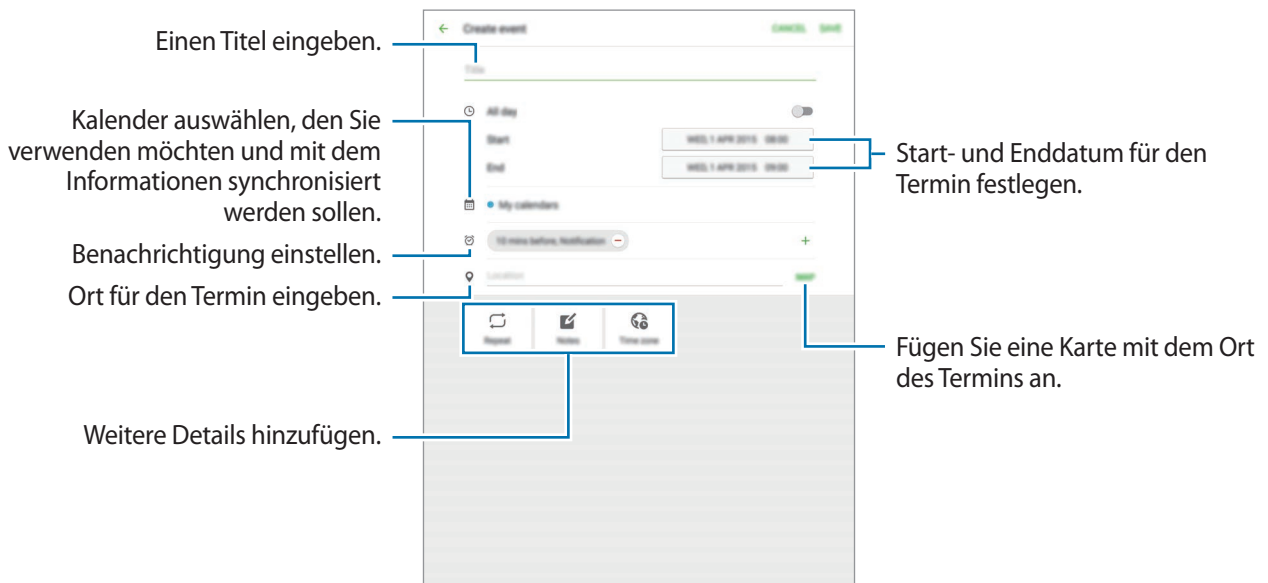 Create event
CANCEL SAVE
Einen Titel eingeben.
Title
All day
Kalender auswählen, den Sie
verwenden möchten und mit dem
Informationen synchronisiert
werden sollen.
Start
WED, 1 APR 2015 08:00
End
WED, 1 APR 2015 09:00
Start- und Enddatum für den
Termin festlegen.
My calendars
Benachrichtigung einstellen.
10 mins before, Notification
Ort für den Termin eingeben.
Location
MAP
Repeat
Notes
Time zone
Fügen Sie eine Karte mit dem Ort
des Termins an.
Weitere Details hinzufügen.